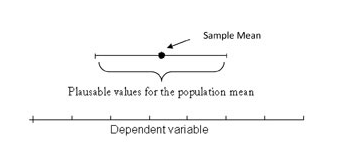 Sample Mean
Plausable values for the population mean
Dependent variable